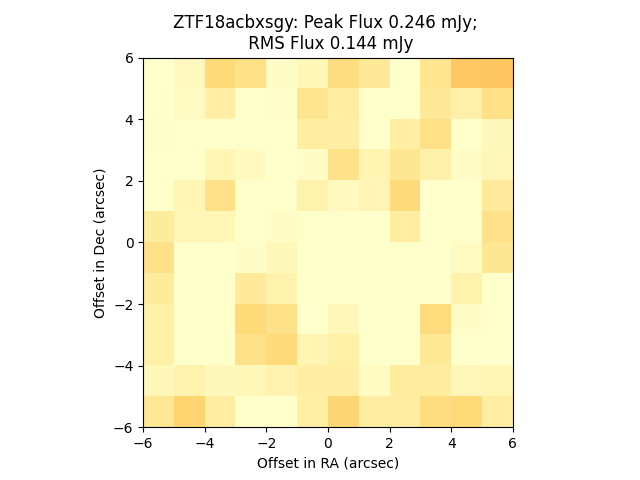 ZTF18acbxsgy: Peak Flux 0.246 mJy;
RMS Flux 0.144 mJy
6
4
2
0
−2
−4
−6
Offset in Dec (arcsec)
−6 −4 −2 0 2 4 6
Offset in RA (arcsec)